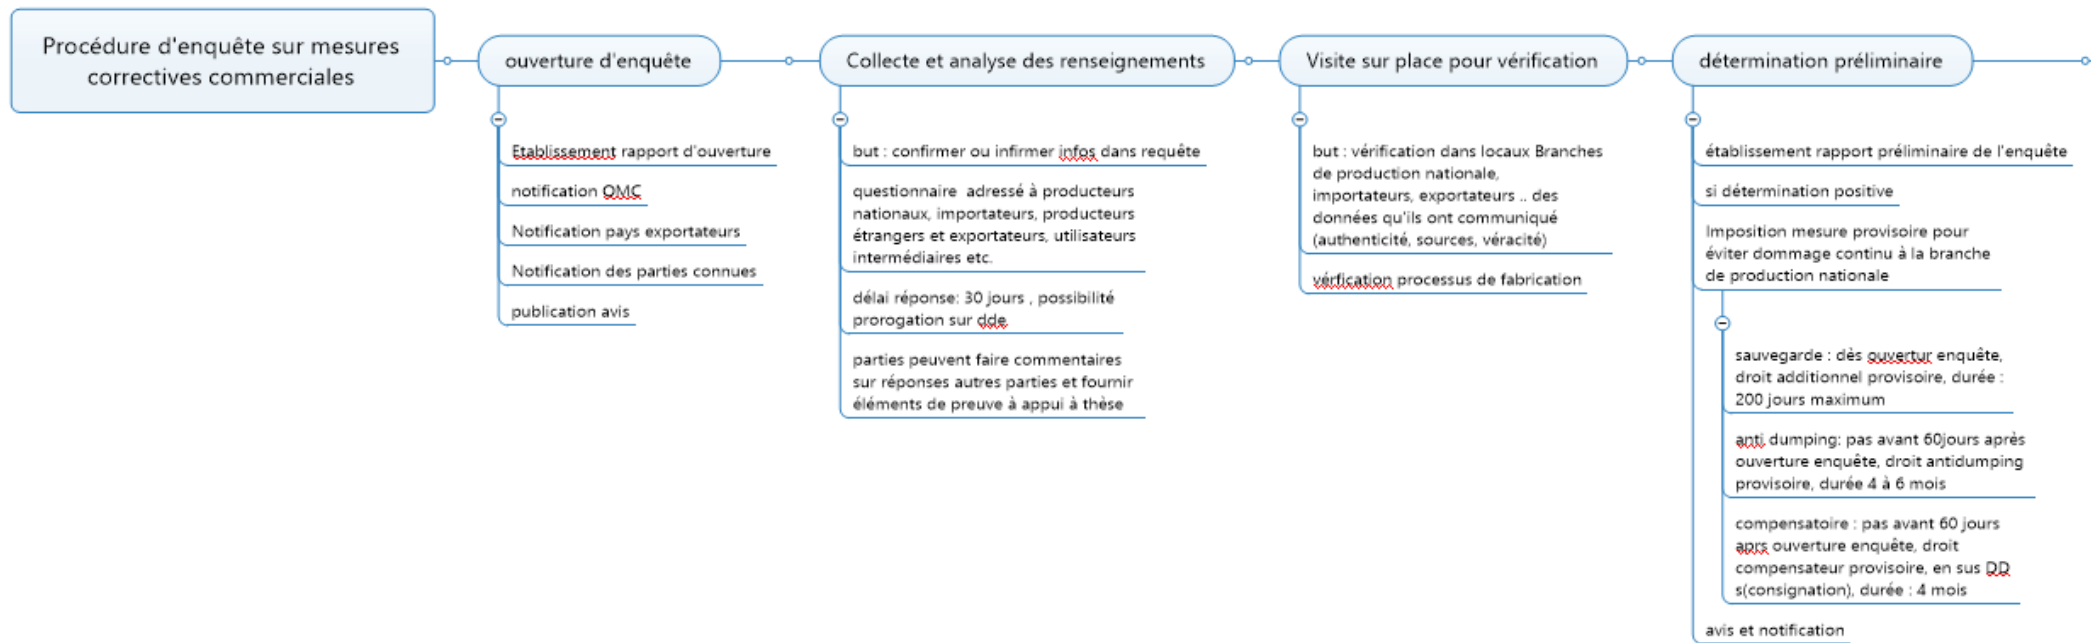 Procédure d'enquête sur mesures
correctives commerciales
ouverture d'enquête
Etablissement rapport d'ouverture
notification OMC
Notification pays exportateurs
Notification des parties connues
publication avis
Collecte et analyse des renseignements
but : confirmer ou infirmer infos dans requête
questionnaire  adressé à producteurs
nationaux, importateurs, producteurs
étrangers et exportateurs, utilisateurs
intermédiaires etc.
délai réponse: 30 jours , possibilité
prorogation sur dde
parties peuvent faire commentaires
sur réponses autres parties et fournir
éléments de preuve à appui à thèse
Visite sur place pour vérification
but : vérification dans locaux Branches
de production nationale,
importateurs, exportateurs .. des
données qu'ils ont communiqué
(authenticité, sources, véracité)
vérfication processus de fabrication
détermination préliminaire
établissement rapport préliminaire de l'enquête
si détermination positive
Imposition mesure provisoire pour
éviter dommage continu à la branche
de production nationale
sauvegarde : dès ouvertur enquête,
droit additionnel provisoire, durée :
200 jours maximum
anti dumping: pas avant 60jours après
ouverture enquête, droit antidumping
provisoire, durée 4 à 6 mois
compensatoire : pas avant 60 jours
aprs ouverture enquête, droit
compensateur provisoire, en sus DD
s(consignation), durée : 4 mois
avis et notification